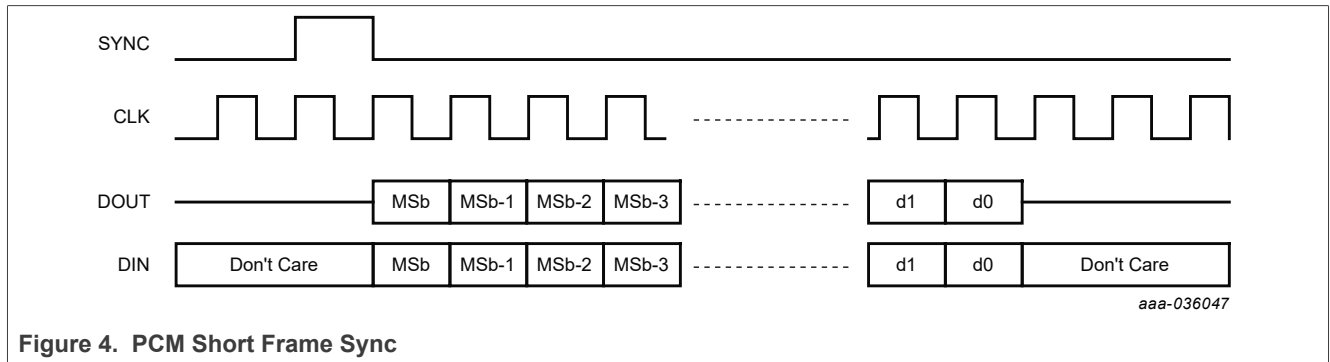 SYNC
CLK
DOUT MSb MSb-1 MSb-2 MSb-3 d1 d0
DIN Don't Care MSb MSb-1 MSb-2 MSb-3 d1 d0 Don't Care
aaa-036047
Figure 4. PCM Short Frame Sync